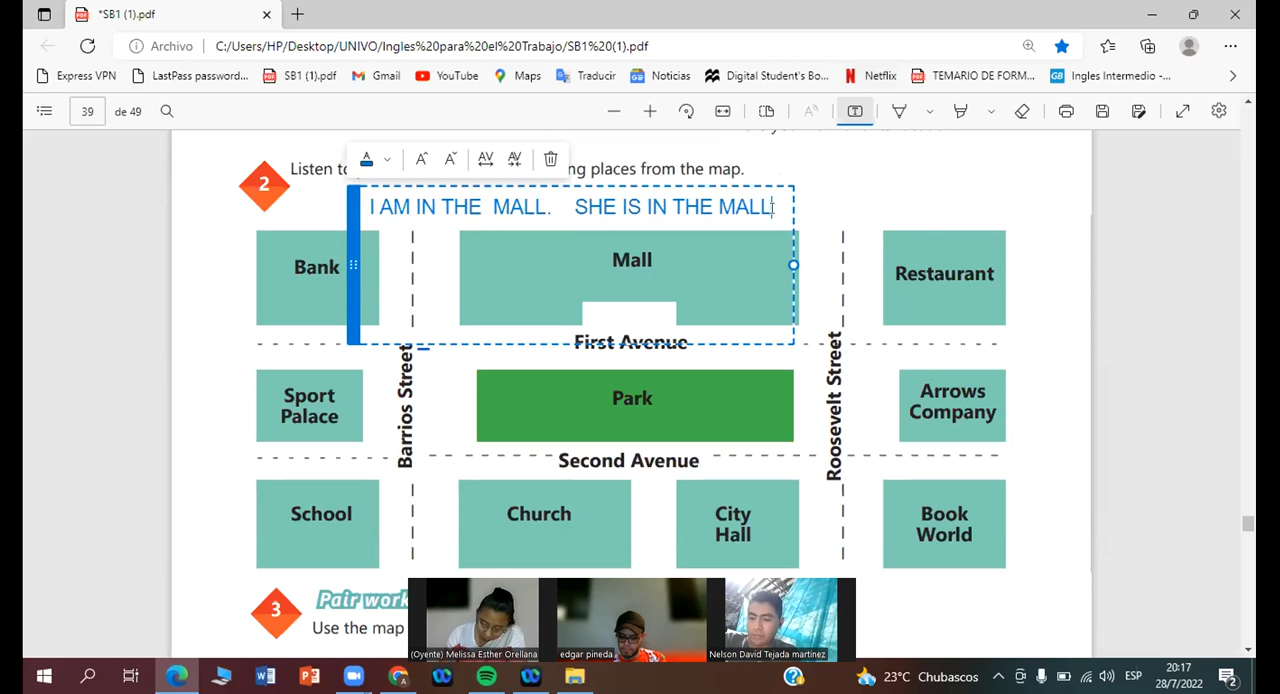 *SB1 (1).pdf
Archivo C:/Users/HP/Desktop/UNIVO/Ingles%20para%20el%20Trabajo/SB1%20(1).pdf
Express VPN LastPass password... SB1 (1).pdf Gmail YouTube Maps Traducir Noticias Digital Student's Bo... Netflix TEMARIO DE FORM... Ingles Intermedio -...
39 de 49
2 Listen to
ng places from the map.
I AM IN THE MALL. SHE IS IN THE MALL
Bank
Mall
Restaurant
First Avenue
Barrios Street
Roosevelt Street
Sport
Palace
Park
Arrows
Company
Second Avenue
School
Church
City
Hall
Book
World
3 Pair work
Use the map
(Oyente) Melissa Esther Orellana edgar pineda Nelson David Tejada martinez
23°C Chubascos ESP 20:17
28/7/2022 2